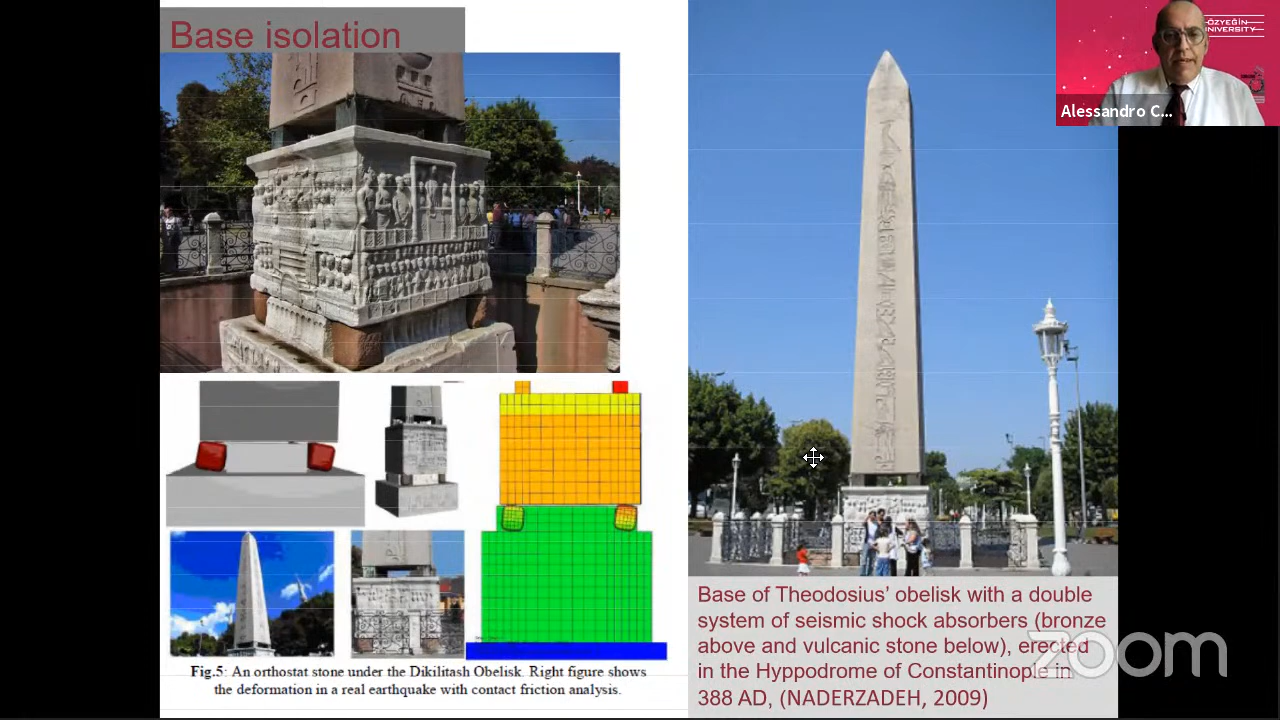 Base isolation
ÖZYEĞİN
UNIVERSITY
Alessandro C...
Fig.5: An orthostat stone under the Dikilitash Obelisk. Right figure shows
the deformation in a real earthquake with contact friction analysis.
Base of Theodosius' obelisk with a double
system of seismic shock absorbers (bronze
above and vulcanic stone below), erected
in the Hyppodrome of Constantinople in
388 AD, (NADERZADEH, 2009)
zoom